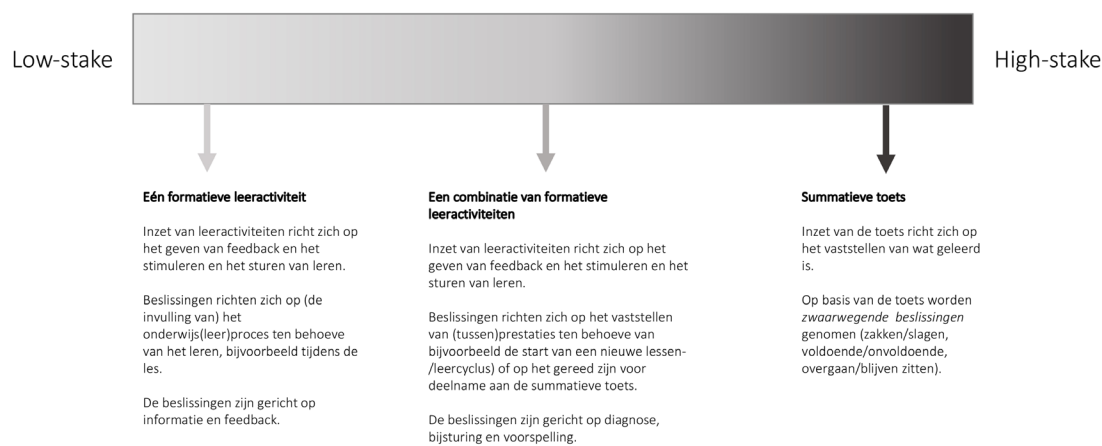 Low-stake
High-stake
Eén formatieve leeractiviteit
Inzet van leeractiviteiten richt zich op
het geven van feedback en het
stimuleren en het sturen van leren.
Beslissingen richten zich op (de
invulling van) het
onderwijs(leer)proces ten behoeve
van het leren, bijvoorbeeld tijdens de
les.
De beslissingen zijn gericht op
informatie en feedback.
Een combinatie van formatieve
leeractiviteiten
Inzet van leeractiviteiten richt zich op het
geven van feedback en het stimuleren en het
sturen van leren.
Beslissingen richten zich op het vaststellen
van (tussen)prestaties ten behoeve van
bijvoorbeeld de start van een nieuwe lessen-
/leercyclus) of op het gereed zijn voor
deelname aan de summatieve toets.
De beslissingen zijn gericht op diagnose,
bijsturing en voorspelling.
Summatieve toets
Inzet van de toets richt zich op
het vaststellen van wat geleerd
is.
Op basis van de toets worden
zwaarwegende beslissingen
genomen (zakken/slagen,
voldoende/onvoldoende,
overgaan/blijven zitten).